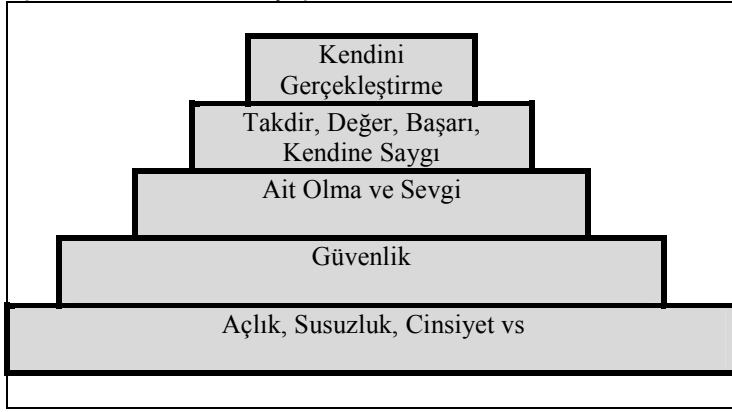 Kendini
Gerçekleştirme
Takdir, Değer, Başarı,
Kendine Saygı
Ait Olma ve Sevgi
Güvenlik
Açlık, Susuzluk, Cinsiyet vs